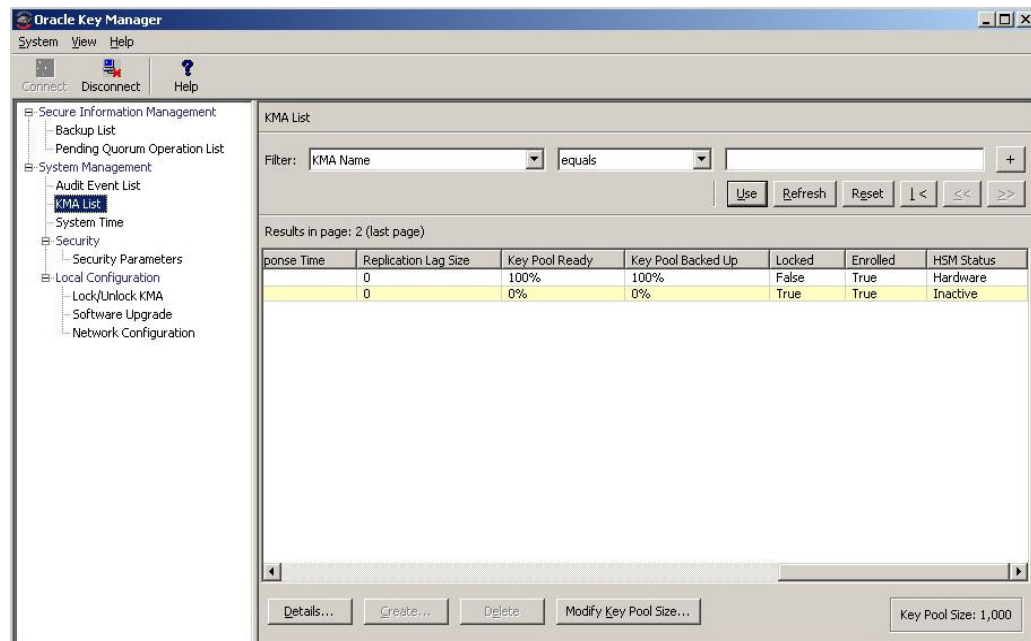 Oracle Key Manager
System View Help
Connect Disconnect Help
Secure Information Management
Backup List
Pending Quorum Operation List
System Management
Audit Event List
KMA List
System Time
Security
Security Parameters
Local Configuration
Lock/Unlock KMA
Software Upgrade
Network Configuration
KMA List
Filter: KMA Name equals +
Use Refresh Reset |< << >>
Results in page: 2 (last page)
ponse Time Replication Lag Size Key Pool Ready Key Pool Backed Up Locked Enrolled HSM Status
0 100% 100% False True Hardware
0 0% 0% True True Inactive
Details... Create... Delete Modify Key Pool Size... Key Pool Size: 1,000